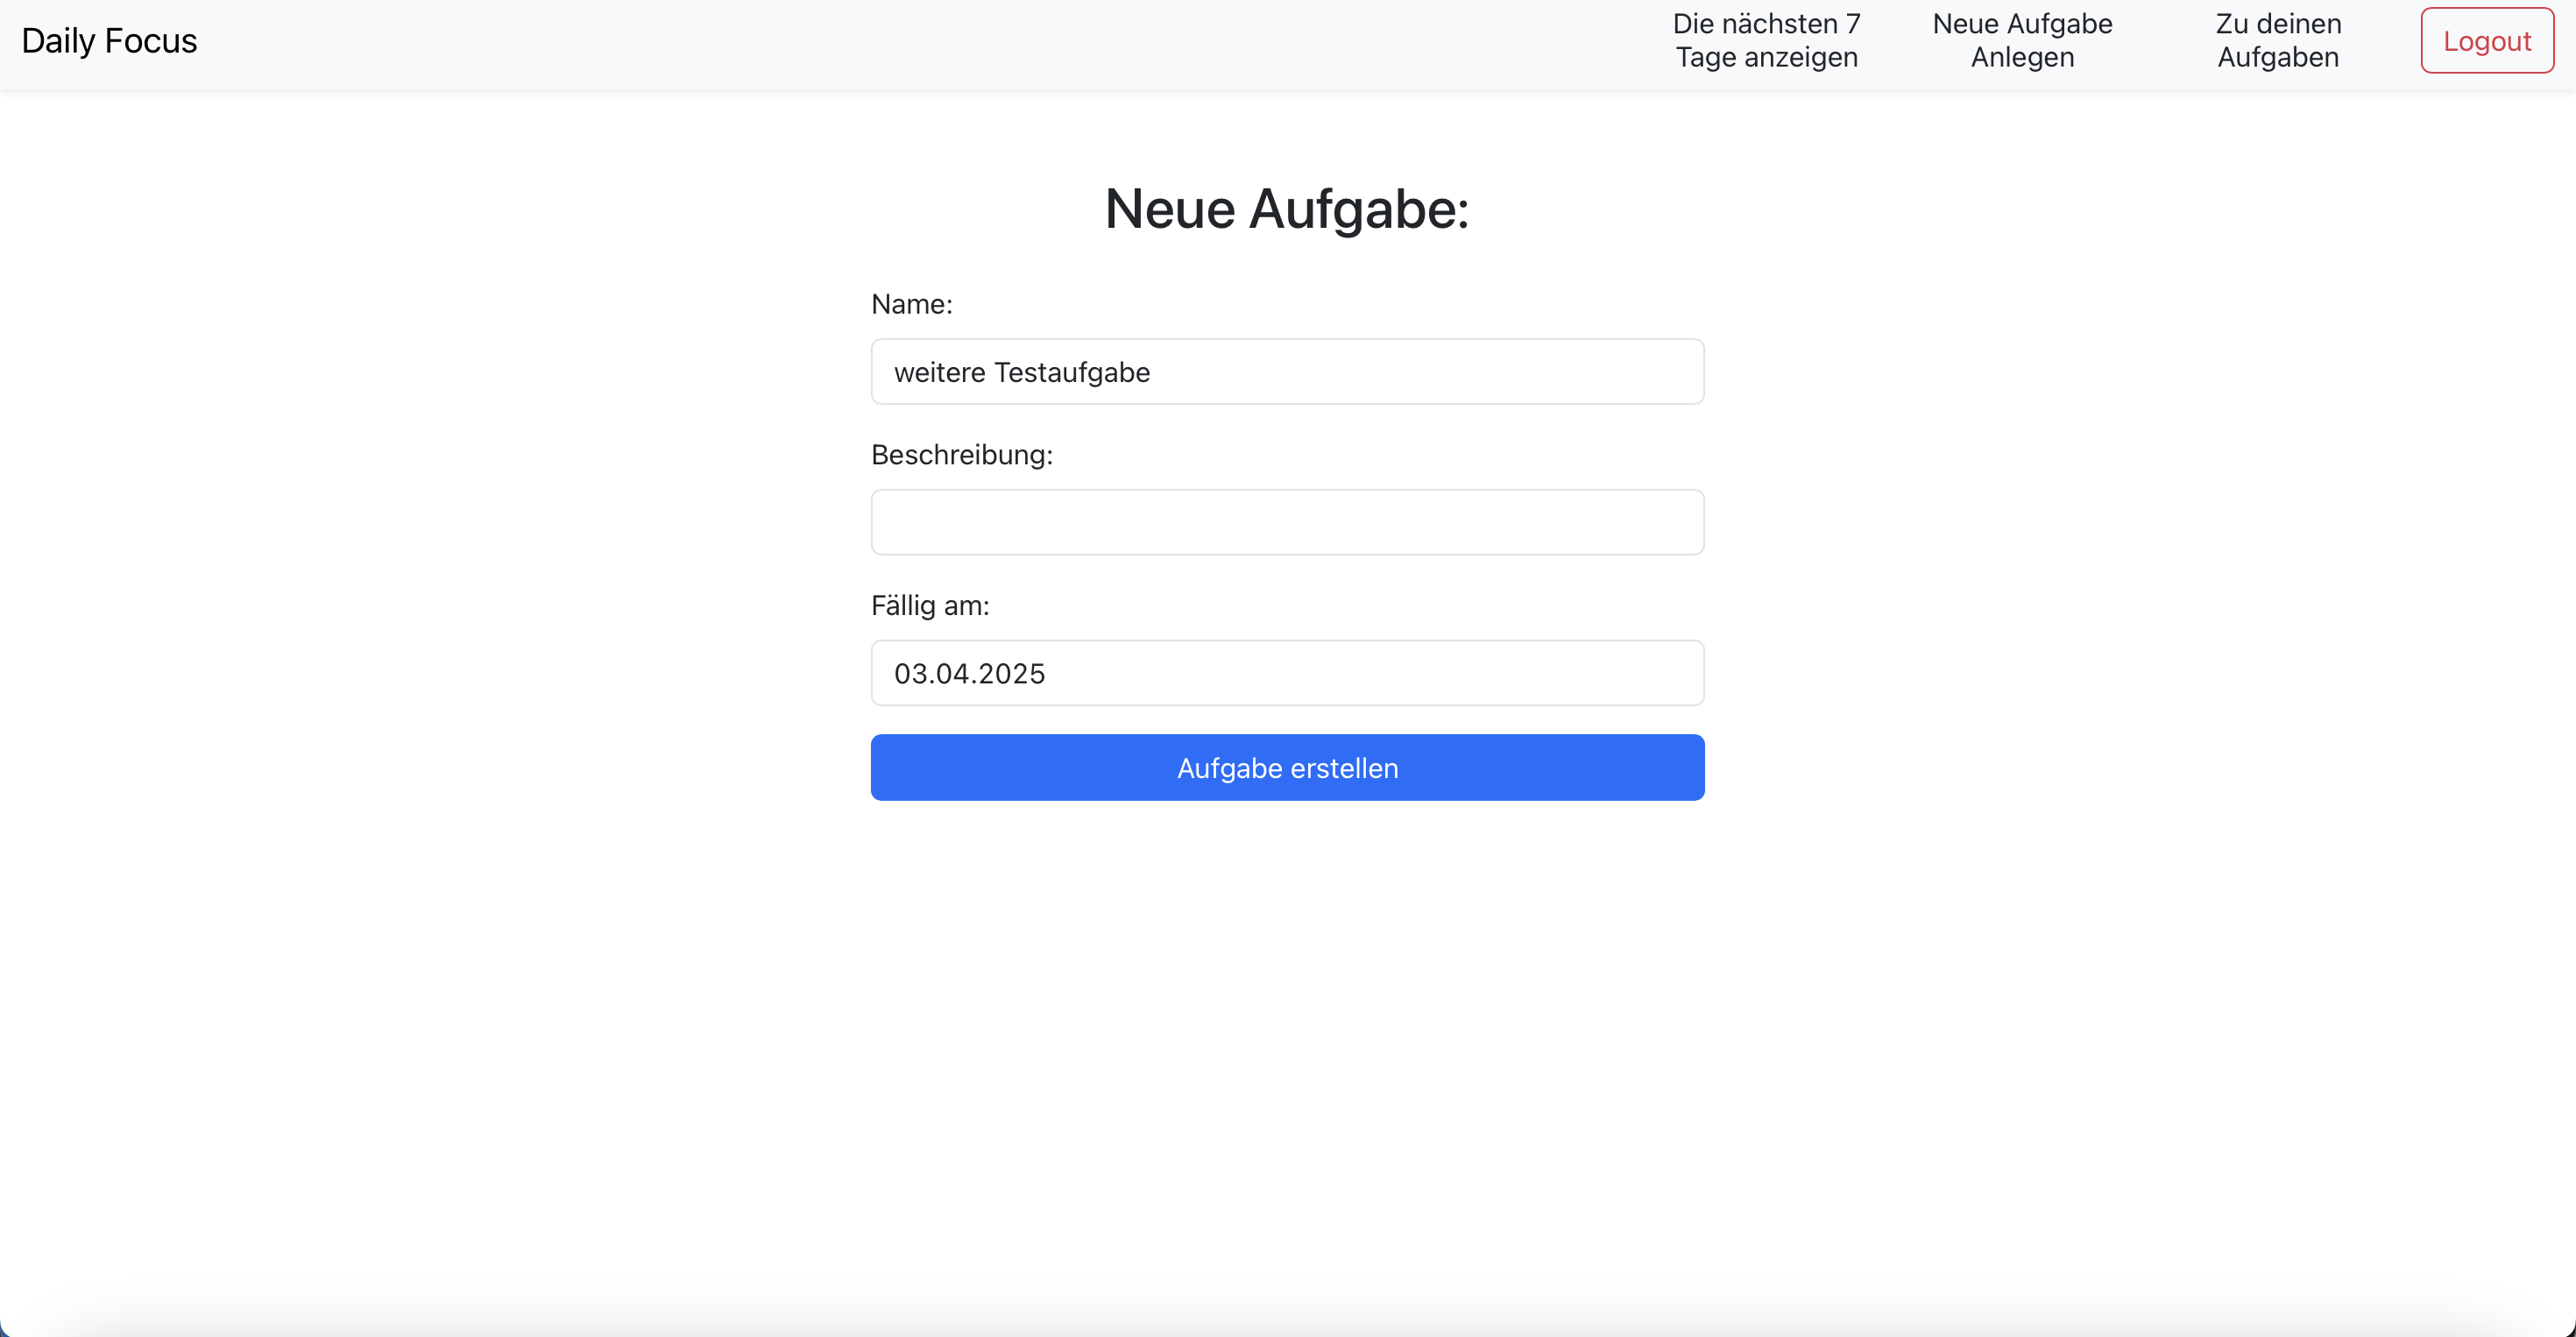 Daily Focus
Die nächsten 7
Tage anzeigen
Neue Aufgabe
Anlegen
Zu deinen
Aufgaben
Logout
Neue Aufgabe:
Name:
weitere Testaufgabe
Beschreibung:
Fällig am:
03.04.2025
Aufgabe erstellen